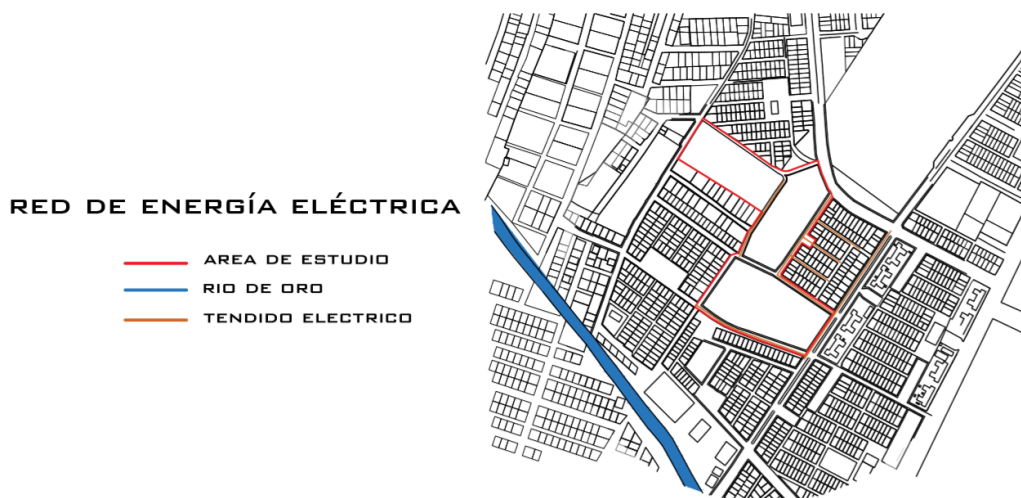 RED DE ENERGÍA ELÉCTRICA
AREA DE ESTUDIO
RIO DE ORO
TENDIDO ELECTRICO